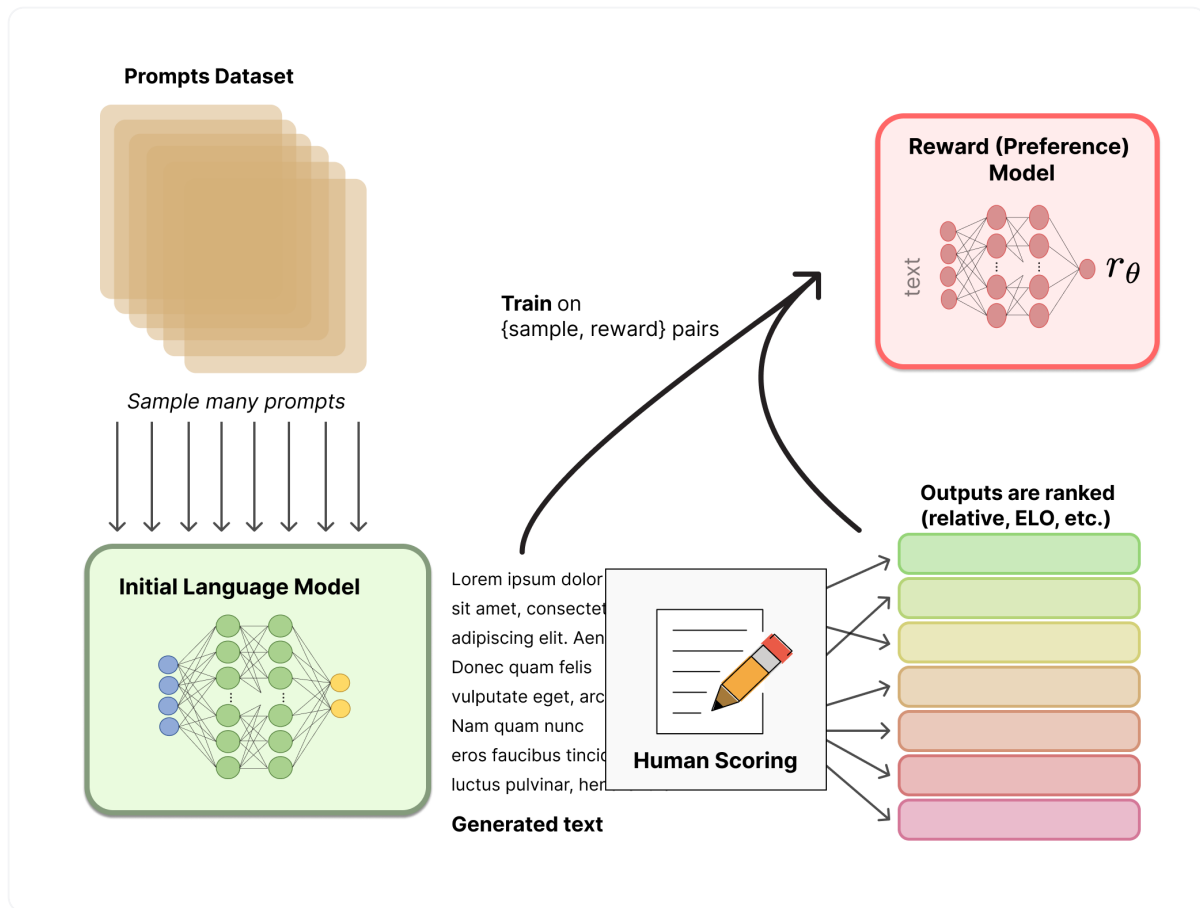 Prompts Dataset
Sample many prompts
Initial Language Model
Lorem ipsum dolor
sit amet, consectet
adipiscing elit. Aen
Donec quam felis
vulputate eget, arc
Nam quam nunc
eros faucibus tincid
luctus pulvinar, hen
Generated text
Human Scoring
Train on
{sample, reward} pairs
Reward (Preference)
Model
text
rθ
Outputs are ranked
(relative, ELO, etc.)